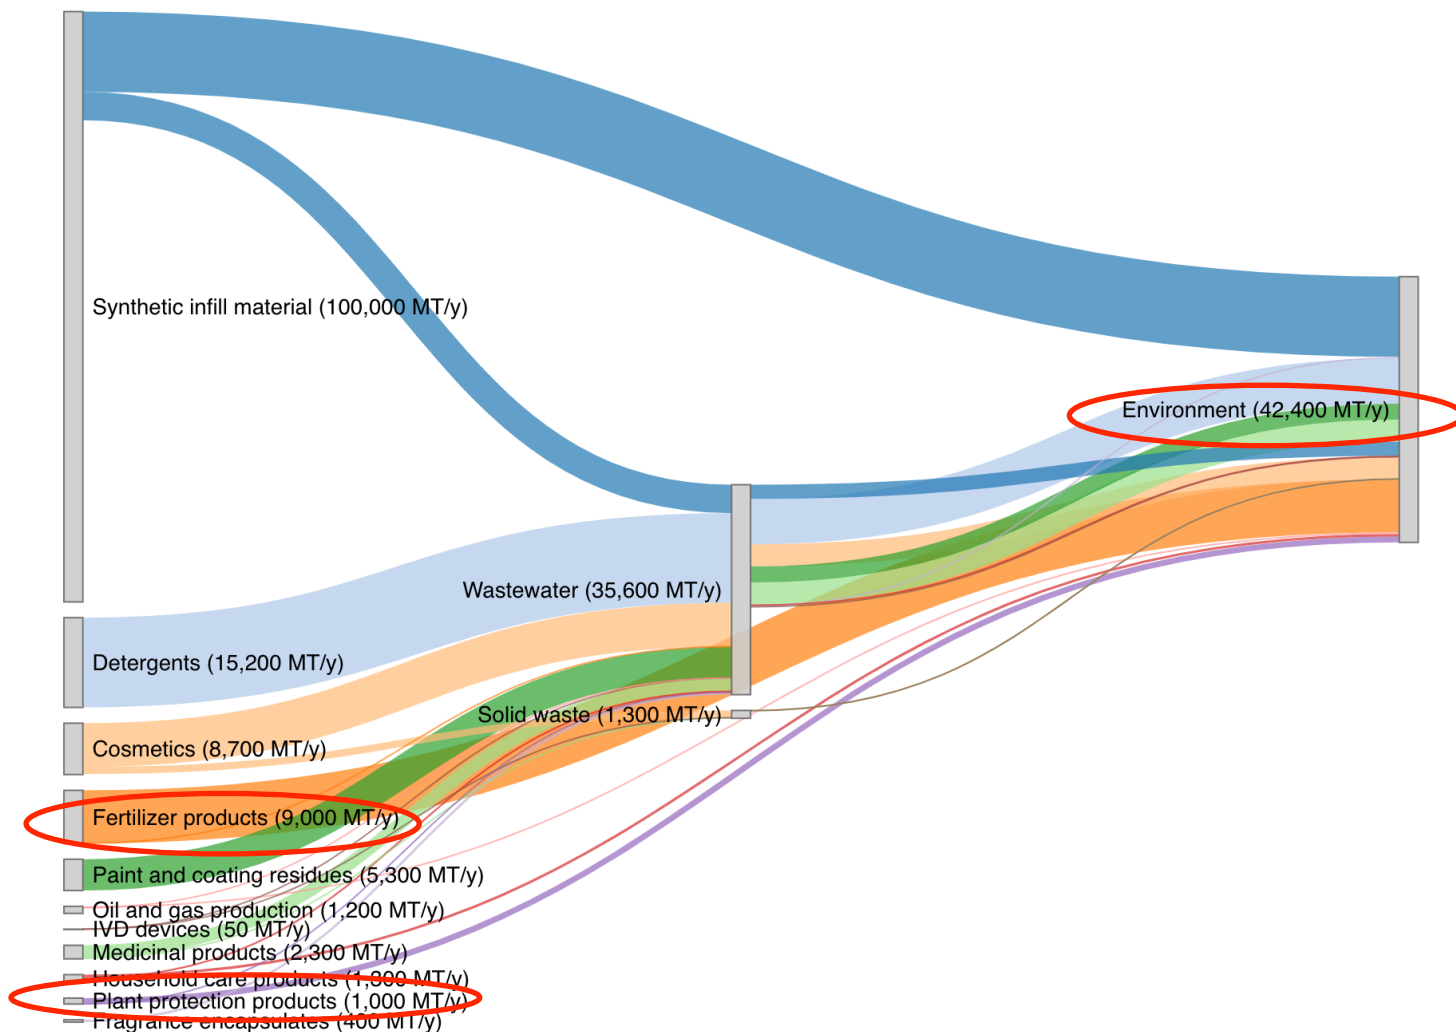 Synthetic infill material (100,000 MT/y)
Environment (42,400 MT/y)
Wastewater (35,600 MT/y)
Detergents (15,200 MT/y)
Solid waste (1,300 MT/y)
Cosmetics (8,700 MT/y)
Fertilizer products (9,000 MT/y)
Paint and coating residues (5,300 MT/y)
Oil and gas production (1,200 MT/y)
IVD devices (50 MT/y)
Medicinal products (2,300 MT/y)
Household care products (1,300 MT/y)
Plant protection products (1,000 MT/y)
Fragrance encapsulates (400 MT/y)